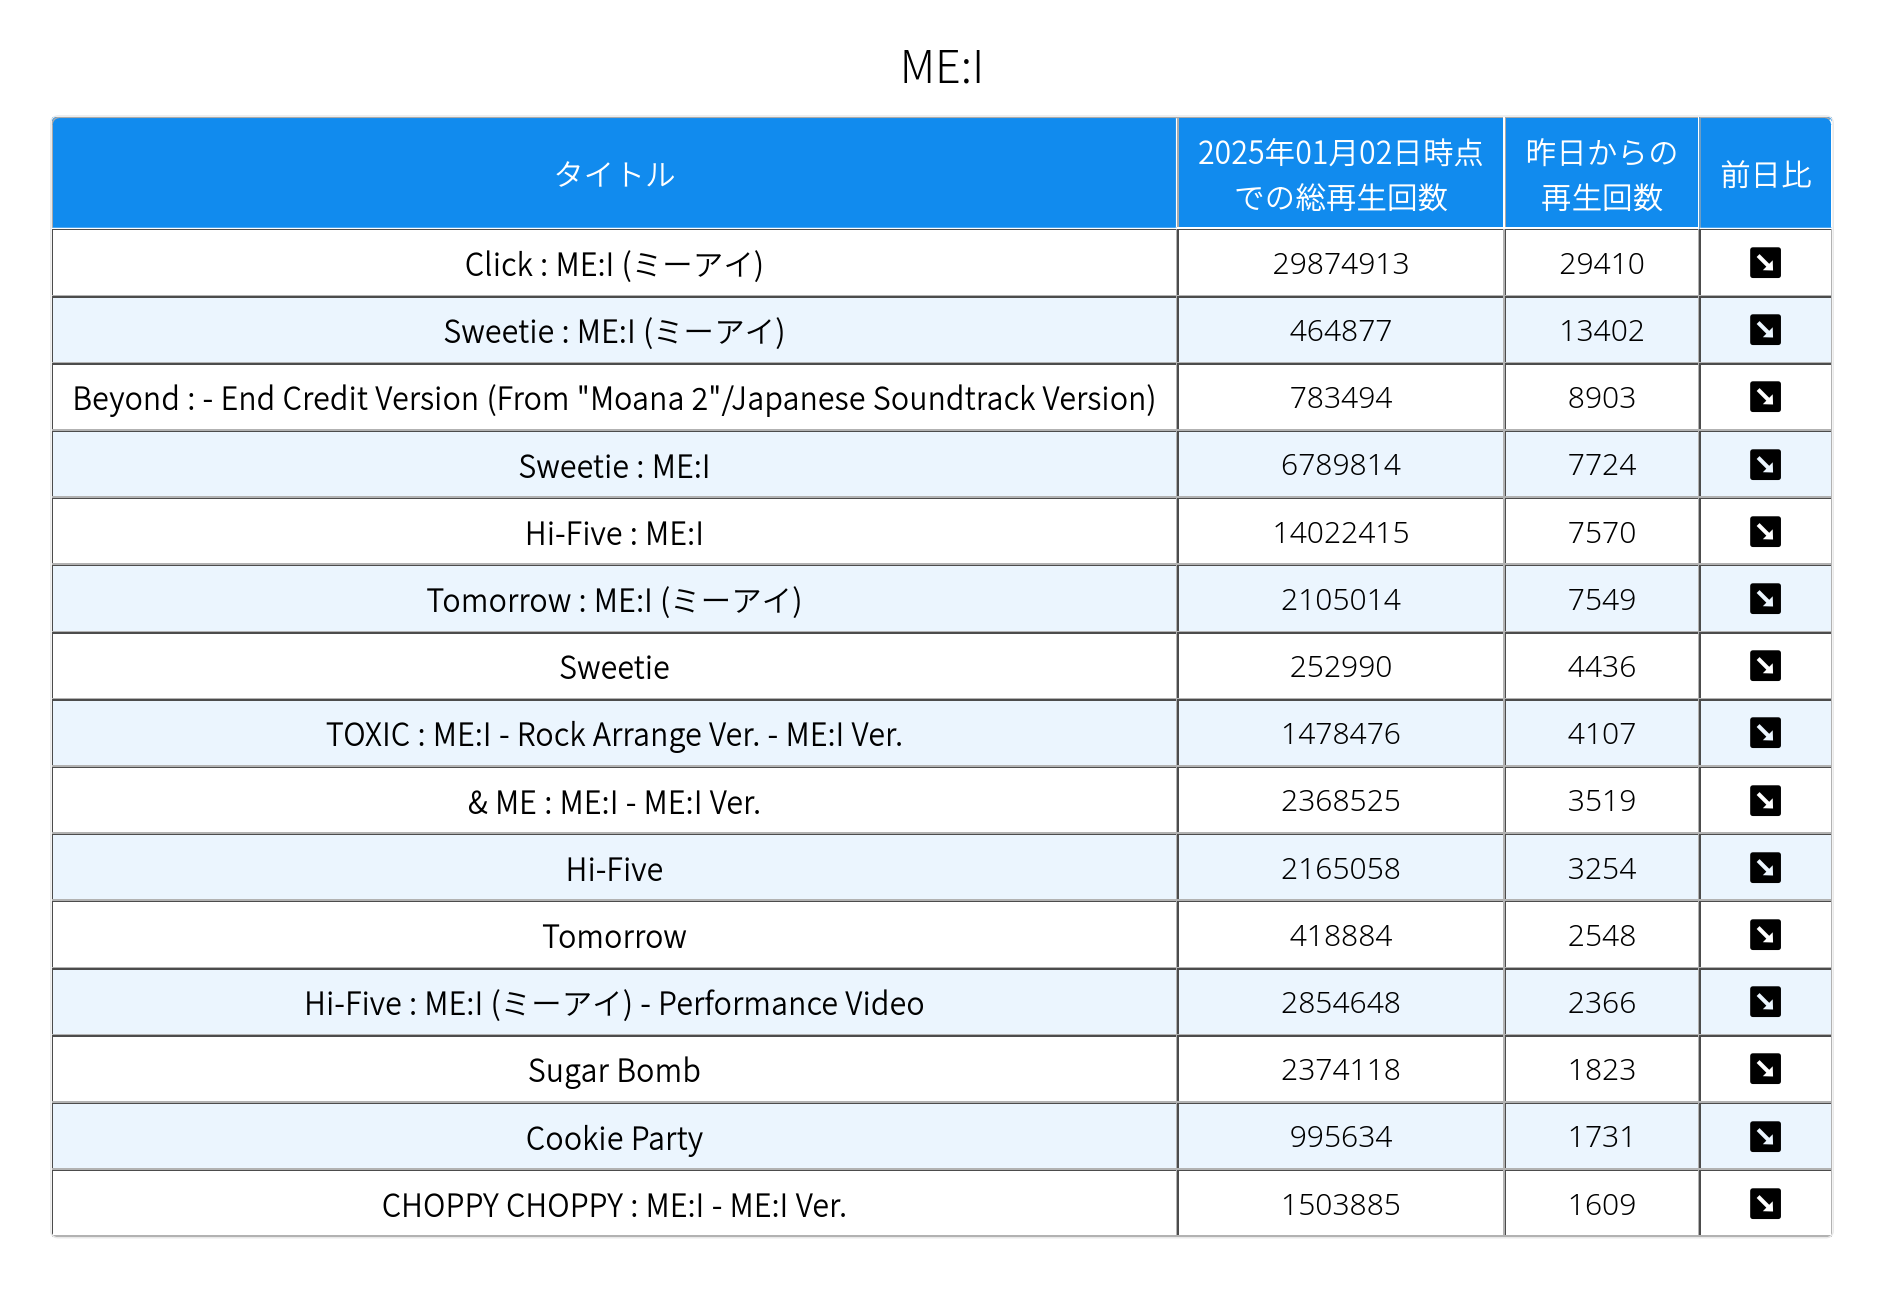 ME:I
タイトル
2025年01月02日時点
での総再生回数
昨日からの
再生回数
前日比
Click : ME:I (ミーアイ) 29874913 29410
Sweetie : ME:I (ミーアイ) 464877 13402
Beyond : - End Credit Version (From "Moana 2"/Japanese Soundtrack Version) 783494 8903
Sweetie : ME:I 6789814 7724
Hi-Five : ME:I 14022415 7570
Tomorrow : ME:I (ミーアイ) 2105014 7549
Sweetie 252990 4436
TOXIC : ME:I - Rock Arrange Ver. - ME:I Ver. 1478476 4107
& ME : ME:I - ME:I Ver. 2368525 3519
Hi-Five 2165058 3254
Tomorrow 418884 2548
Hi-Five : ME:I (ミーアイ) - Performance Video 2854648 2366
Sugar Bomb 2374118 1823
Cookie Party 995634 1731
CHOPPY CHOPPY : ME:I - ME:I Ver. 1503885 1609